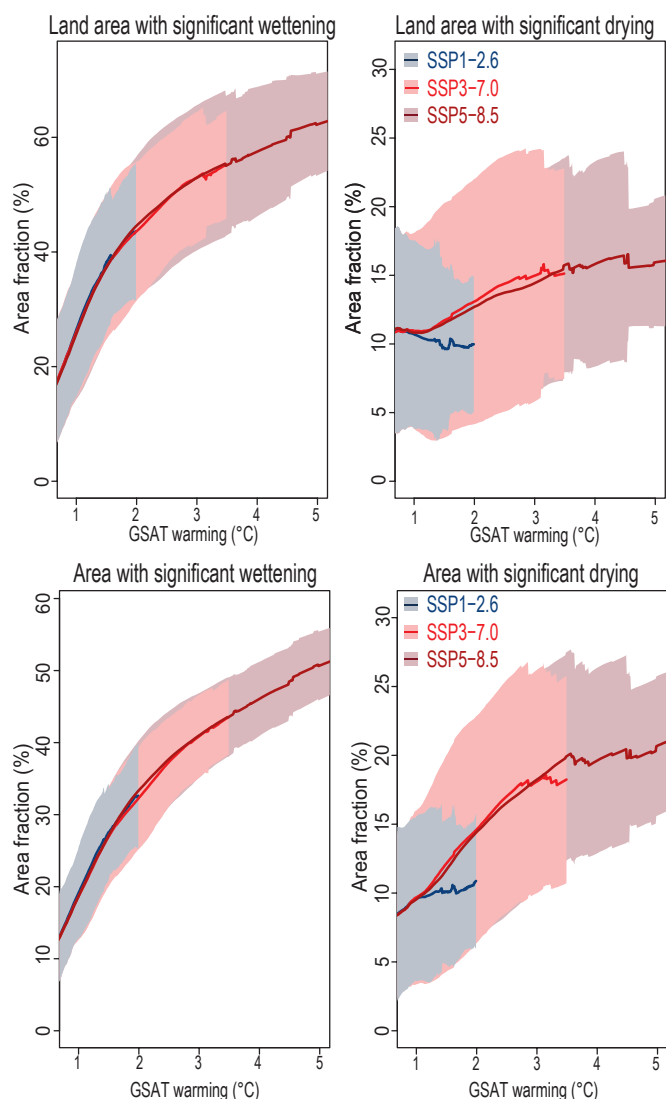 Land area with significant wettening
Area fraction (%)
60
40
20
0
1 2 3 4 5
GSAT warming (°C)
Land area with significant drying
SSP1−2.6
SSP3−7.0
SSP5−8.5
Area fraction (%)
30
25
20
15
10
5
0
1 2 3 4 5
GSAT warming (°C)
Area with significant wettening
Area fraction (%)
60
50
40
30
20
10
0
1 2 3 4 5
GSAT warming (°C)
Area with significant drying
SSP1−2.6
SSP3−7.0
SSP5−8.5
Area fraction (%)
30
25
20
15
10
5
0
1 2 3 4 5
GSAT warming (°C)